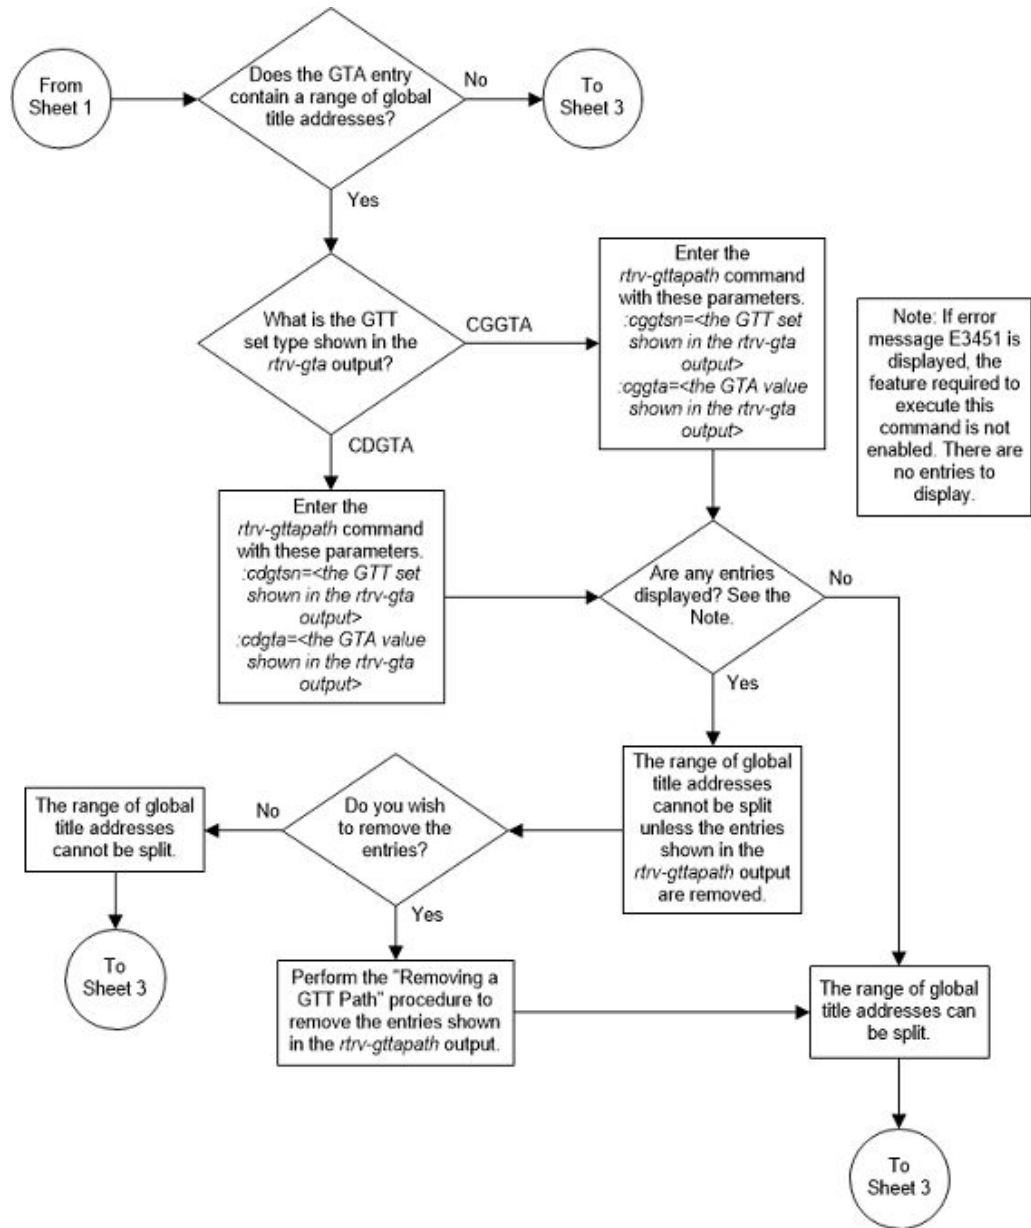 From
Sheet 1
Does the GTA entry
contain a range of global
title addresses?
No
To
Sheet 3
Yes
What is the GTT
set type shown in the
rtrv-gta output?
CGGTA
Enter the
rtrv-gttapath command
with these parameters.
:cggtsn=<the GTT set
shown in the rtrv-gta
output>
:cggta=<the GTA value
shown in the rtrv-gta
output>
Note: If error
message E3451 is
displayed, the
feature required to
execute this
command is not
enabled. There are
no entries to
display.
CDGTA
Enter the
rtrv-gttapath command
with these parameters.
:cdgtsn=<the GTT set
shown in the rtrv-gta
output>
:cdgta=<the GTA value
shown in the rtrv-gta
output>
Are any entries
displayed? See the
Note.
No
Yes
The range of global
title addresses
cannot be split
unless the entries
shown in the
rtrv-gttapath output
are removed.
Do you wish
to remove the
entries?
No
The range of global
title addresses
cannot be split.
To
Sheet 3
Yes
Perform the "Removing a
GTT Path" procedure to
remove the entries shown
in the rtrv-gttapath output.
The range of global
title addresses can
be split.
To
Sheet 3